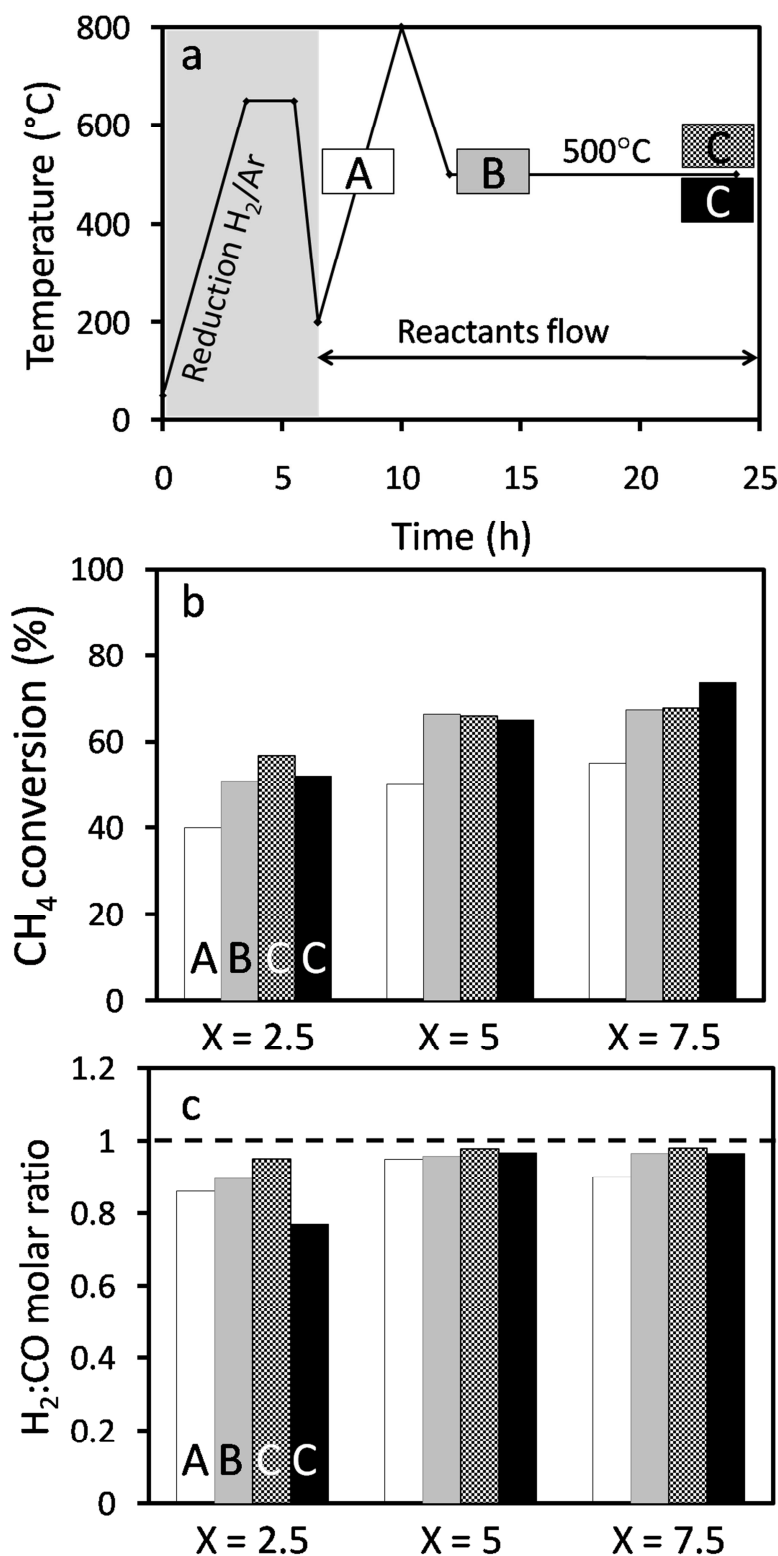 a
800
600
400
200
0
Temperature (°C)
Reduction H₂/Ar
A
B
500°C
C
C
Reactants flow
0 5 10 15 20 25
Time (h)
b
100
80
60
40
20
0
CH₄ conversion (%)
A B C C
X = 2.5 X = 5 X = 7.5
c
1.2
1
0.8
0.6
0.4
0.2
0
H₂:CO molar ratio
A B C C
X = 2.5 X = 5 X = 7.5